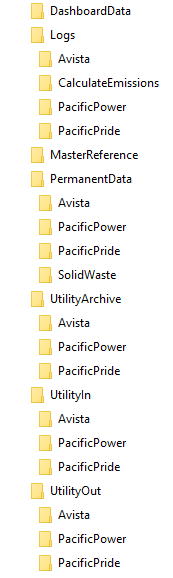 DashboardData
Logs
Avista
CalculateEmissions
PacificPower
PacificPride
MasterReference
PermanentData
Avista
PacificPower
PacificPride
SolidWaste
UtilityArchive
Avista
PacificPower
PacificPride
UtilityIn
Avista
PacificPower
PacificPride
UtilityOut
Avista
PacificPower
PacificPride